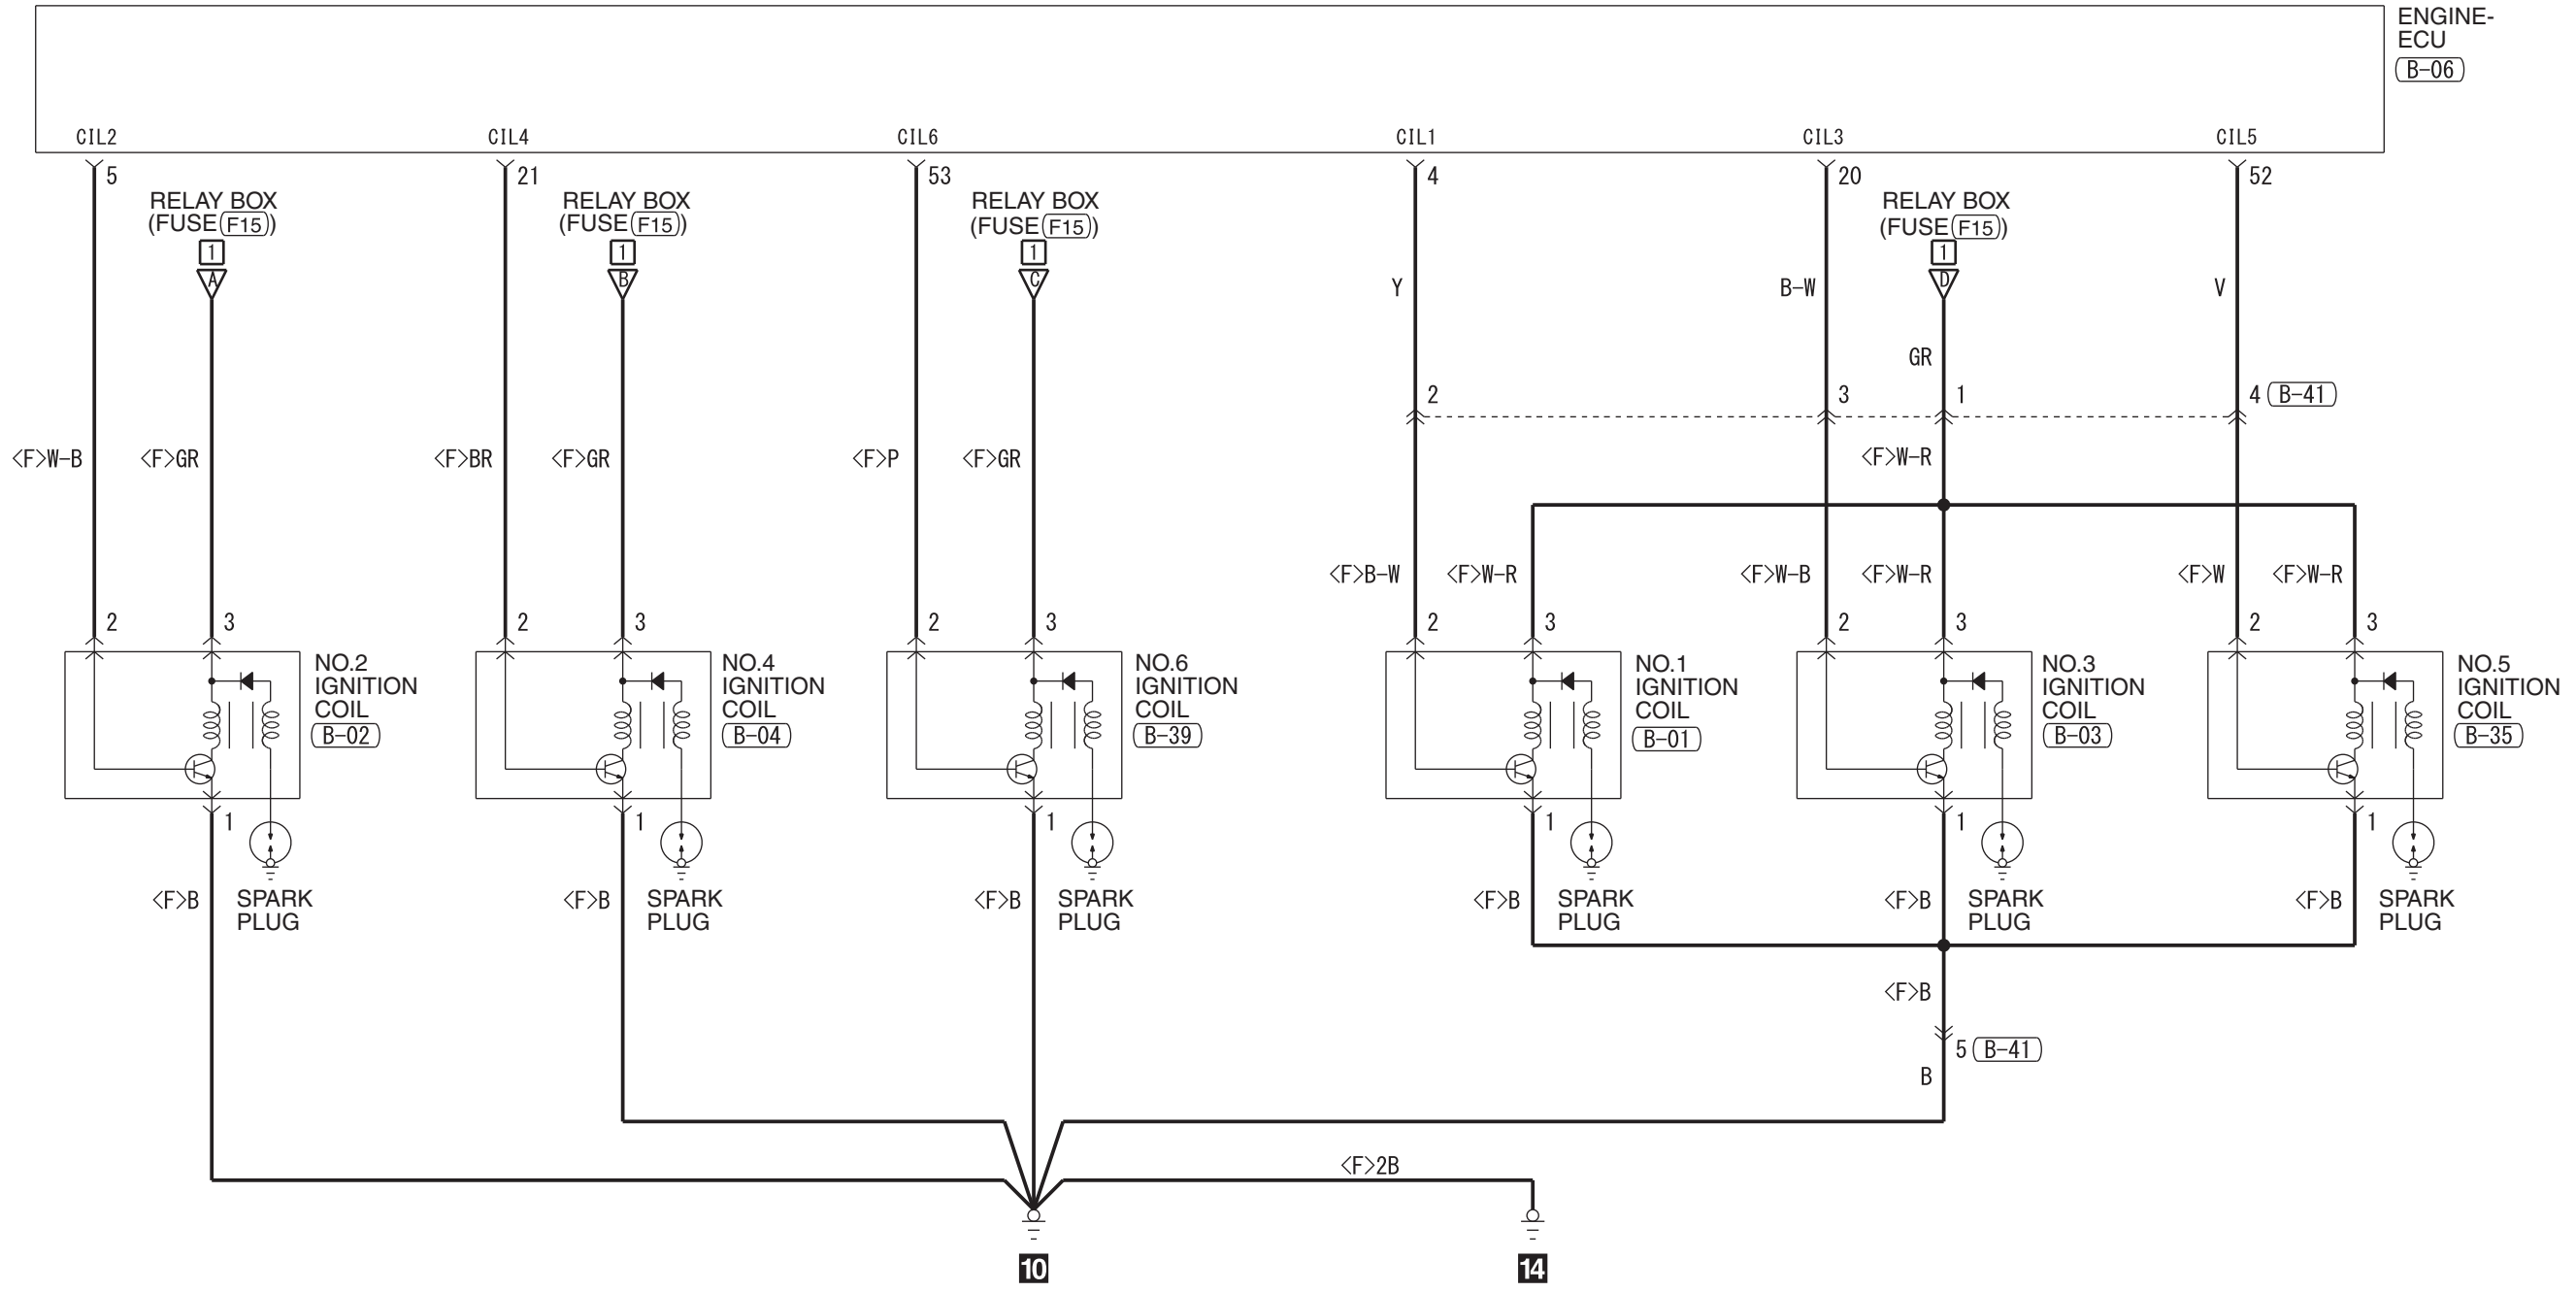 ENGINE-
ECU
B-06
CIL2
CIL4
CIL6
CIL1
CIL3
CIL5
5
21
53
4
20
52
RELAY BOX
(FUSE F15)
1
A
RELAY BOX
(FUSE F15)
1
B
RELAY BOX
(FUSE F15)
1
C
RELAY BOX
(FUSE F15)
1
D
Y
B-W
V
GR
2
3
1
4 B-41
<F>W-B
<F>GR
<F>BR
<F>GR
<F>P
<F>GR
<F>W-R
<F>B-W
<F>W-R
<F>W-B
<F>W-R
<F>W
<F>W-R
2
3
2
3
2
3
2
3
2
3
2
3
NO.2
IGNITION
COIL
B-02
NO.4
IGNITION
COIL
B-04
NO.6
IGNITION
COIL
B-39
NO.1
IGNITION
COIL
B-01
NO.3
IGNITION
COIL
B-03
NO.5
IGNITION
COIL
B-35
1
1
1
1
1
1
<F>B
SPARK
PLUG
<F>B
SPARK
PLUG
<F>B
SPARK
PLUG
<F>B
SPARK
PLUG
<F>B
SPARK
PLUG
<F>B
SPARK
PLUG
<F>B
5 B-41
B
<F>2B
10
14